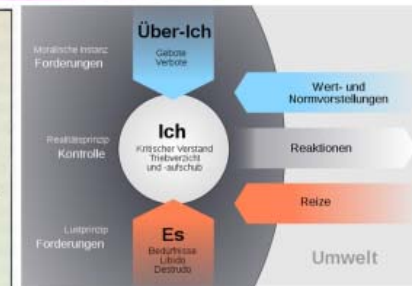 Über-Ich
Gebote
Verbote
Moralische Instanz
Forderungen
Wert- und
Normvorstellungen
Ich
Kritischer Verstand
Triebverzicht
und -aufschub
Realitätsprinzip
Kontrolle
Reaktionen
Reize
Es
Bedürfnisse
Libido
Destrudo
Lustprinzip
Forderungen
Umwelt